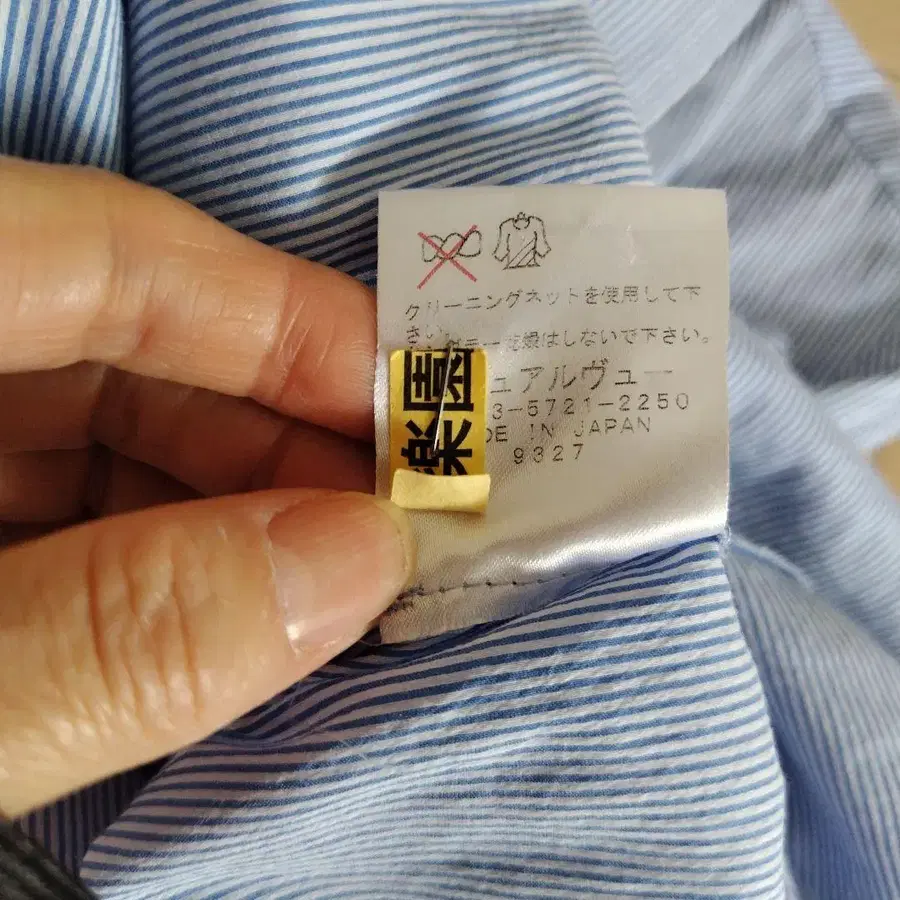 クリーニングネットを使用して下
さい。
乾燥はしないで下さい。
ュアルヴュー
3-5721-2250
DE IN JAPAN
9327
楽園